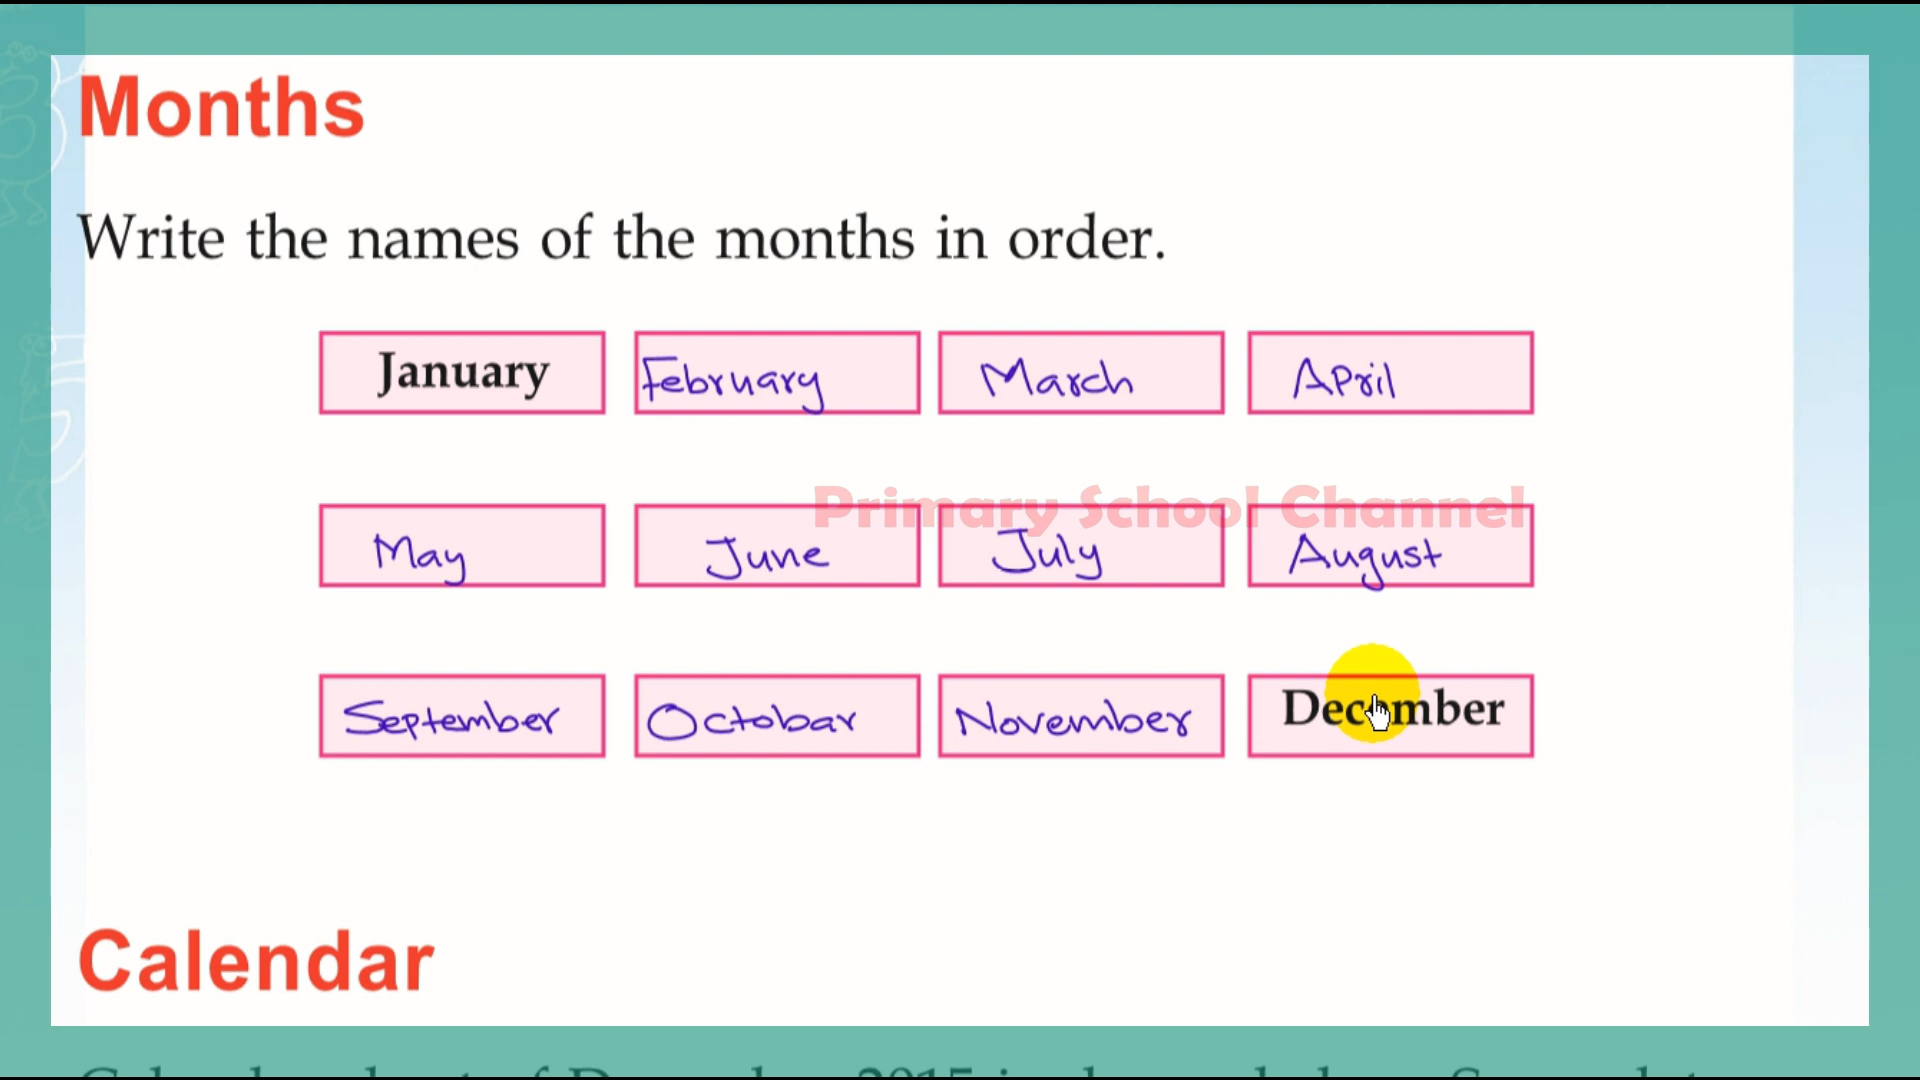 Months
Write the names of the months in order.
January February March April
Primary School Channel
May June July August
September Octobar November December
Calendar